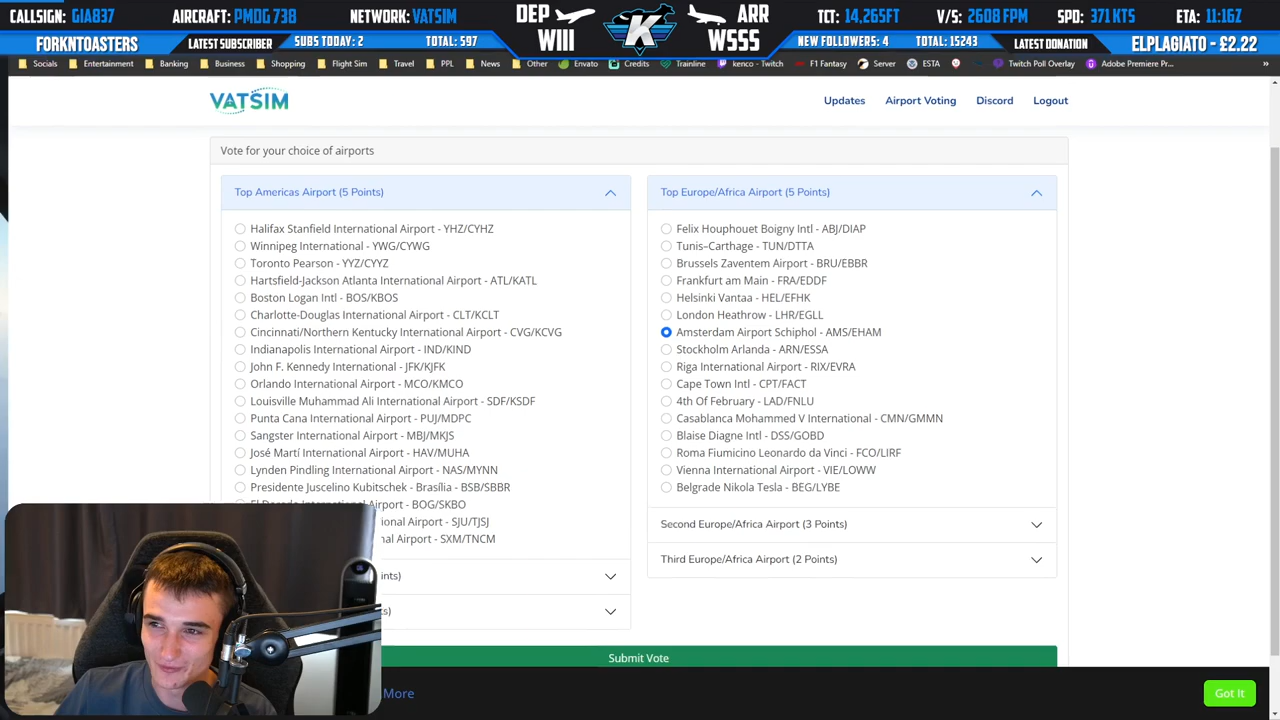 CALLSIGN: GIA837 AIRCRAFT: PMDG 738 NETWORK: VATSIM DEP ARR TCT: 14,265FT V/S: 2608 FPM SPD: 371 KTS ETA: 11:16Z
FORKNTOASTERS LATEST SUBSCRIBER SUBS TODAY: 2 TOTAL: 597 WIII K WSSS NEW FOLLOWERS: 4 TOTAL: 15243 LATEST DONATION ELPLAGIATO - £2.22
Socials Entertainment Banking Business Shopping Flight Sim Travel PPL News Other Envato Credits Trainline kenco - Twitch F1 Fantasy Server ESTA Twitch Poll Overlay Adobe Premiere Pr... »
VATSIM Updates Airport Voting Discord Logout
Vote for your choice of airports
Top Americas Airport (5 Points)
Halifax Stanfield International Airport - YHZ/CYHZ
Winnipeg International - YWG/CYWG
Toronto Pearson - YYZ/CYYZ
Hartsfield-Jackson Atlanta International Airport - ATL/KATL
Boston Logan Intl - BOS/KBOS
Charlotte-Douglas International Airport - CLT/KCLT
Cincinnati/Northern Kentucky International Airport - CVG/KCVG
Indianapolis International Airport - IND/KIND
John F. Kennedy International - JFK/KJFK
Orlando International Airport - MCO/KMCO
Louisville Muhammad Ali International Airport - SDF/KSDF
Punta Cana International Airport - PUJ/MDPC
Sangster International Airport - MBJ/MKJS
José Martí International Airport - HAV/MUHA
Lynden Pindling International Airport - NAS/MYNN
Presidente Juscelino Kubitschek - Brasília - BSB/SBBR
Airport - BOG/SKBO
ional Airport - SJU/TJSJ
nal Airport - SXM/TNCM
ints)
s)
Top Europe/Africa Airport (5 Points)
Felix Houphouet Boigny Intl - ABJ/DIAP
Tunis–Carthage - TUN/DTTA
Brussels Zaventem Airport - BRU/EBBR
Frankfurt am Main - FRA/EDDF
Helsinki Vantaa - HEL/EFHK
London Heathrow - LHR/EGLL
Amsterdam Airport Schiphol - AMS/EHAM
Stockholm Arlanda - ARN/ESSA
Riga International Airport - RIX/EVRA
Cape Town Intl - CPT/FACT
4th Of February - LAD/FNLU
Casablanca Mohammed V International - CMN/GMMN
Blaise Diagne Intl - DSS/GOBD
Roma Fiumicino Leonardo da Vinci - FCO/LIRF
Vienna International Airport - VIE/LOWW
Belgrade Nikola Tesla - BEG/LYBE
Second Europe/Africa Airport (3 Points)
Third Europe/Africa Airport (2 Points)
Submit Vote
More
Got It